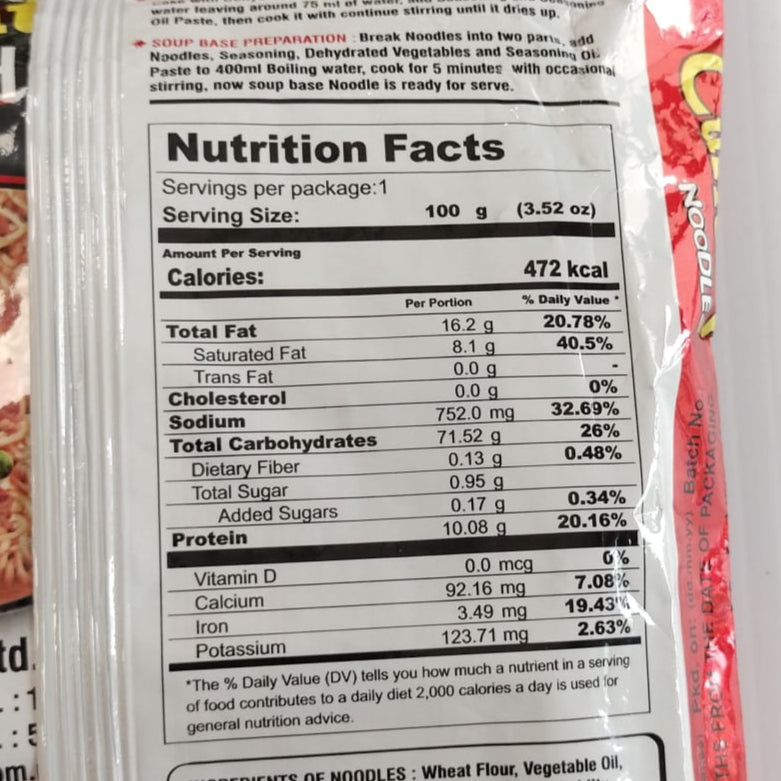 water leaving around 75 ml of water, and
Oil Paste, then cook it with continue stirring until it dries up.
SOUP BASE PREPARATION : Break Noodles into two parts, add
Noodles, Seasoning, Dehydrated Vegetables and Seasoning Oil
Paste to 400ml Boiling water, cook for 5 minutes with occasional
stirring, now soup base Noodle is ready for serve.
Nutrition Facts
Servings per package:1
Serving Size: 100 g (3.52 oz)
Amount Per Serving
Calories: 472 kcal
Per Portion % Daily Value *
Total Fat 16.2 g 20.78%
Saturated Fat 8.1 g 40.5%
Trans Fat 0.0 g -
Cholesterol 0.0 g 0%
Sodium 752.0 mg 32.69%
Total Carbohydrates 71.52 g 26%
Dietary Fiber 0.13 g 0.48%
Total Sugar 0.95 g
Added Sugars 0.17 g 0.34%
Protein 10.08 g 20.16%
Vitamin D 0.0 mcg 0%
Calcium 92.16 mg 7.08%
Iron 3.49 mg 19.43%
Potassium 123.71 mg 2.63%
*The % Daily Value (DV) tells you how much a nutrient in a serving
of food contributes to a daily diet 2,000 calories a day is used for
general nutrition advice.
OF NOODLES : Wheat Flour, Vegetable Oil,
NOODLE
Pkd. on: (dd.mm.yy) Batch No.
THE DATE OF PACKAGING
td.